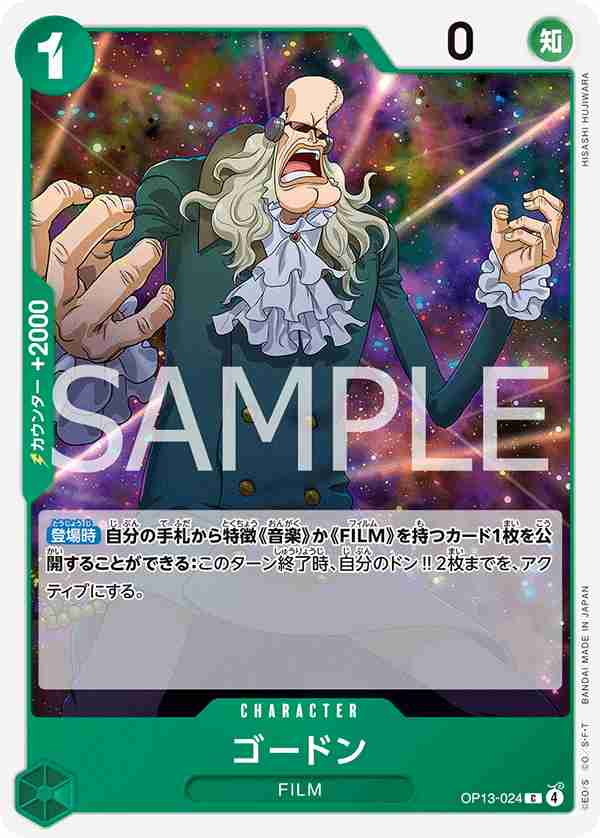 1
0
知
HISASHI HUJIWARA
カウンター +2000
SAMPLE
登場時 自分の手札から特徴《音楽》か《FILM》を持つカード1枚を公
開することができる:このターン終了時、自分のドン!!2枚までを、アク
ティブにする。
CHARACTER
ゴードン
FILM
OP13-024 C 4
©E.O/S ©O/S・F・T BANDAI MADE IN JAPAN